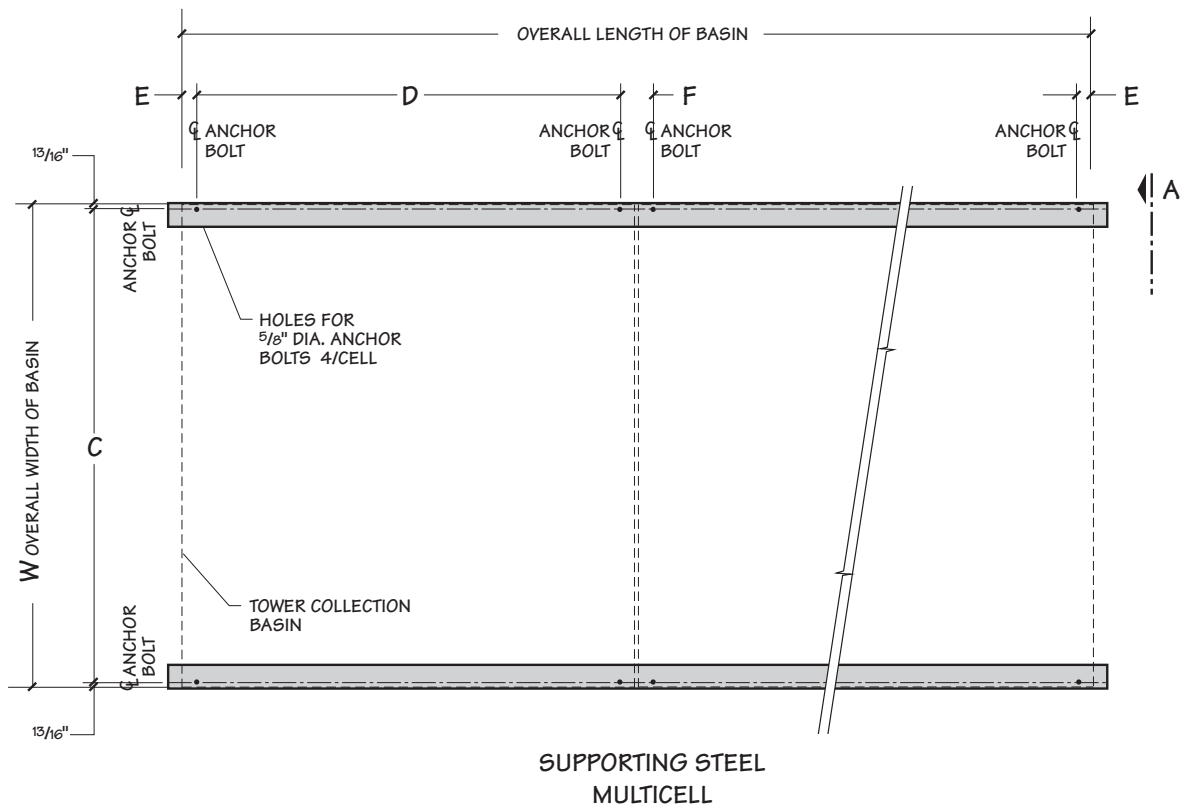 OVERALL LENGTH OF BASIN
E
D
F
E
℄ ANCHOR
BOLT
ANCHOR ℄
BOLT
℄ ANCHOR
BOLT
ANCHOR ℄
BOLT
13/16"
A
ANCHOR ℄
BOLT
HOLES FOR
5/8" DIA. ANCHOR
BOLTS 4/CELL
W OVERALL WIDTH OF BASIN
C
TOWER COLLECTION
BASIN
℄ ANCHOR
BOLT
13/16"
SUPPORTING STEEL
MULTICELL